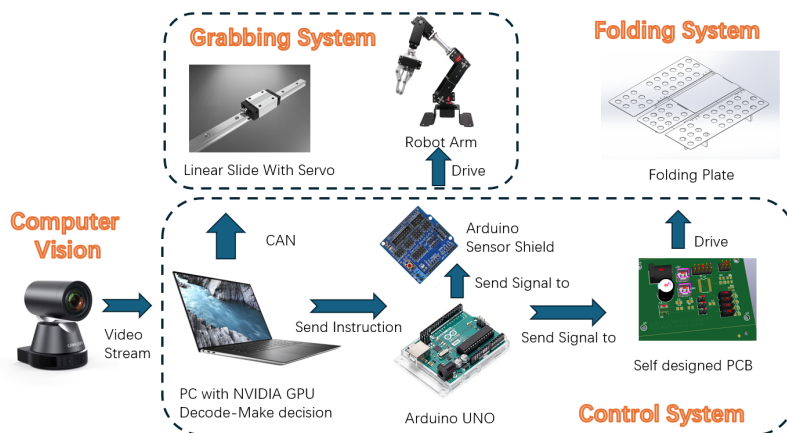 Grabbing System
Folding System
Robot Arm
Linear Slide With Servo
Drive
Folding Plate
Computer
Vision
CAN
Arduino
Sensor Shield
Drive
Send Signal to
Video
Stream
Send Instruction
Send Signal to
Self designed PCB
PC with NVIDIA GPU
Decode-Make decision
Arduino UNO
Control System